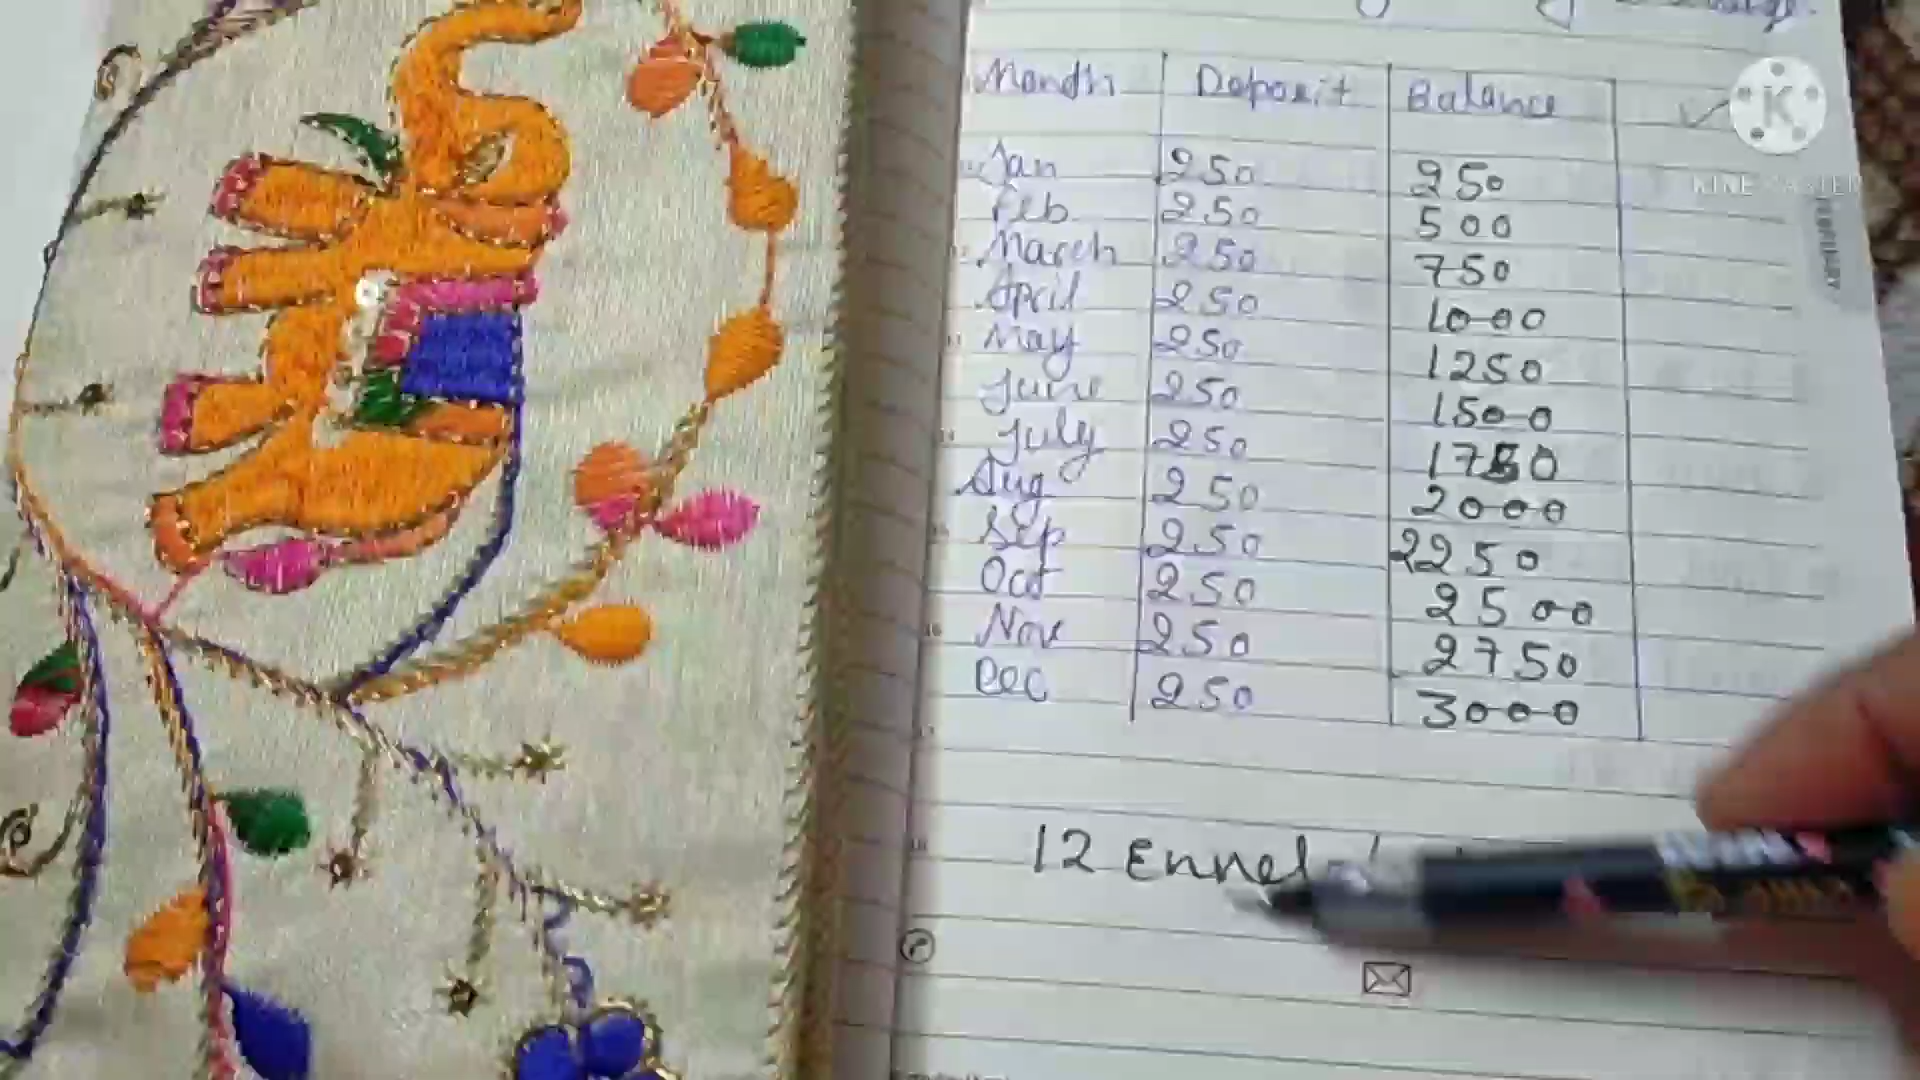 Month Deposit Balance
Jan 250 250
Feb 250 500
March 250 750
April 250 1000
May 250 1250
June 250 1500
July 250 1750
Aug 250 2000
Sep 250 2250
Oct 250 2500
Nov 250 2750
Dec 250 3000
12 Ennel
K
KINEMASTER
FEBRUARY